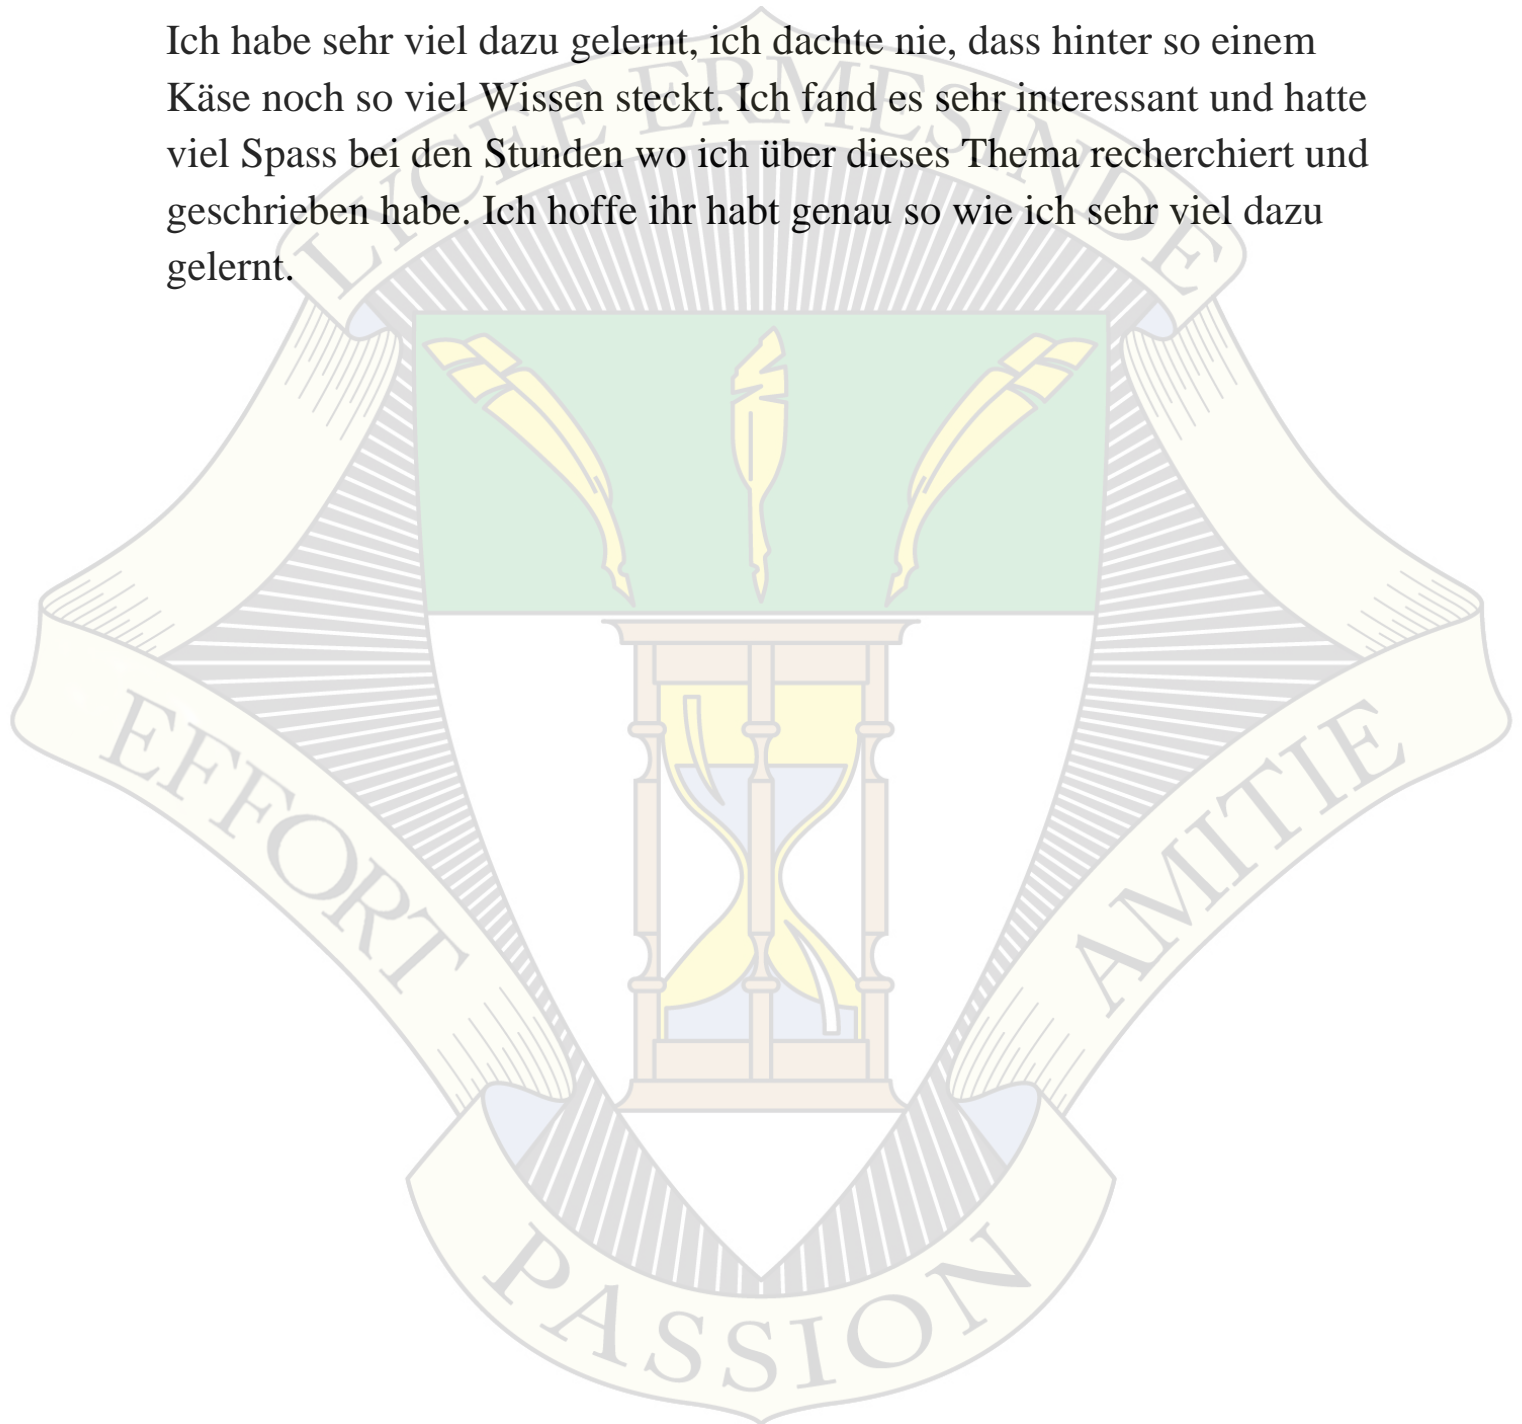 Ich habe sehr viel dazu gelernt, ich dachte nie, dass hinter so einem
Käse noch so viel Wissen steckt. Ich fand es sehr interessant und hatte
viel Spass bei den Stunden wo ich über dieses Thema recherchiert und
geschrieben habe. Ich hoffe ihr habt genau so wie ich sehr viel dazu
gelernt.
LYCEE ERMESINDE
EFFORT
AMITIE
PASSION